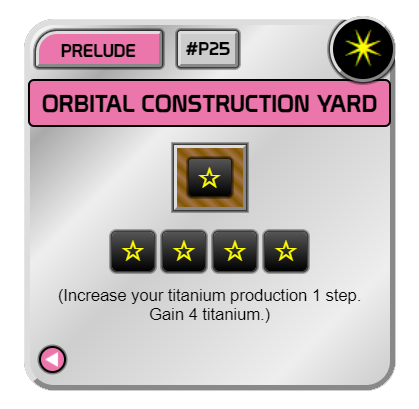 PRELUDE
#P25
ORBITAL CONSTRUCTION YARD
(Increase your titanium production 1 step.
Gain 4 titanium.)